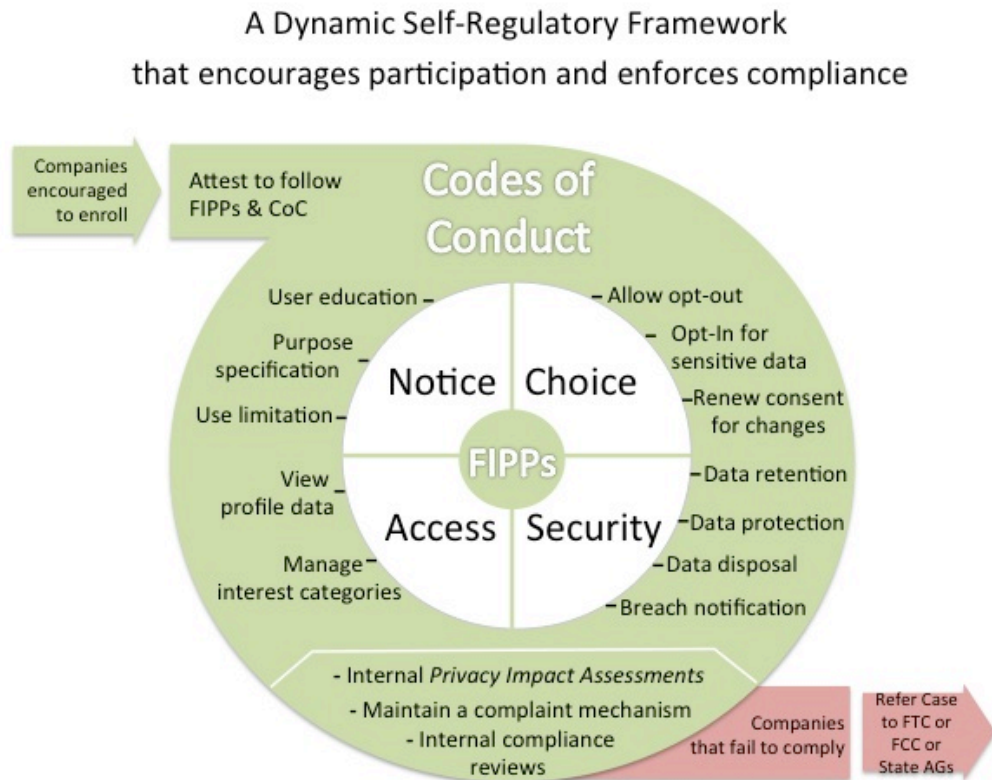 A Dynamic Self-Regulatory Framework
that encourages participation and enforces compliance
Companies
encouraged
to enroll
Attest to follow
FIPPs & CoC
Codes of
Conduct
User education
Purpose
specification
Use limitation
View
profile data
Manage
interest categories
Notice
Choice
FIPPs
Access
Security
Allow opt-out
Opt-In for
sensitive data
Renew consent
for changes
Data retention
Data protection
Data disposal
Breach notification
- Internal Privacy Impact Assessments
- Maintain a complaint mechanism
- Internal compliance
reviews
Companies
that fail to comply
Refer Case
to FTC or
FCC or
State AGs